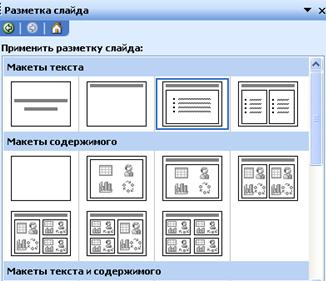 Разметка слайда
Применить разметку слайда:
Макеты текста
Макеты содержимого
Макеты текста и содержимого